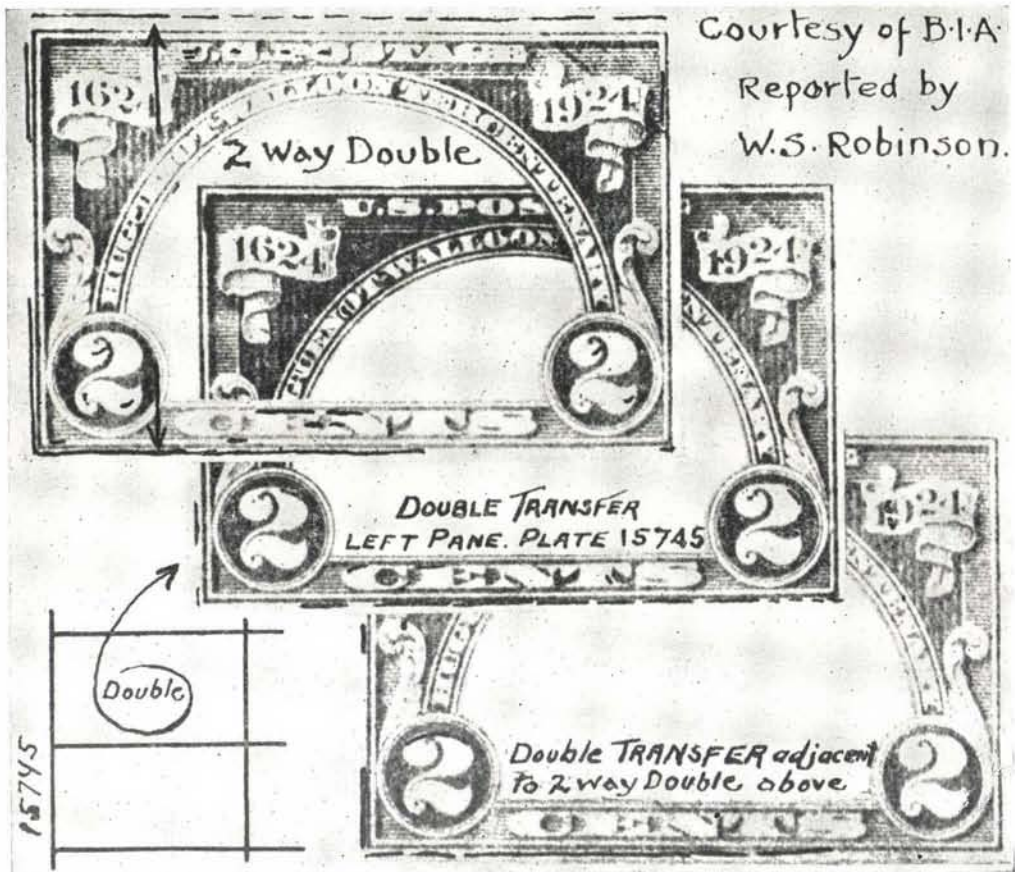 Courtesy of B.I.A.
Reported by
W.S. Robinson.
1624
1924
2 Way Double
2
2
U.S.POS
1624
1924
DOUBLE TRANSFER
LEFT PANE. PLATE 15745
2
2
1924
Double TRANSFER adjacent
to 2 way Double above
2
2
Double
15745